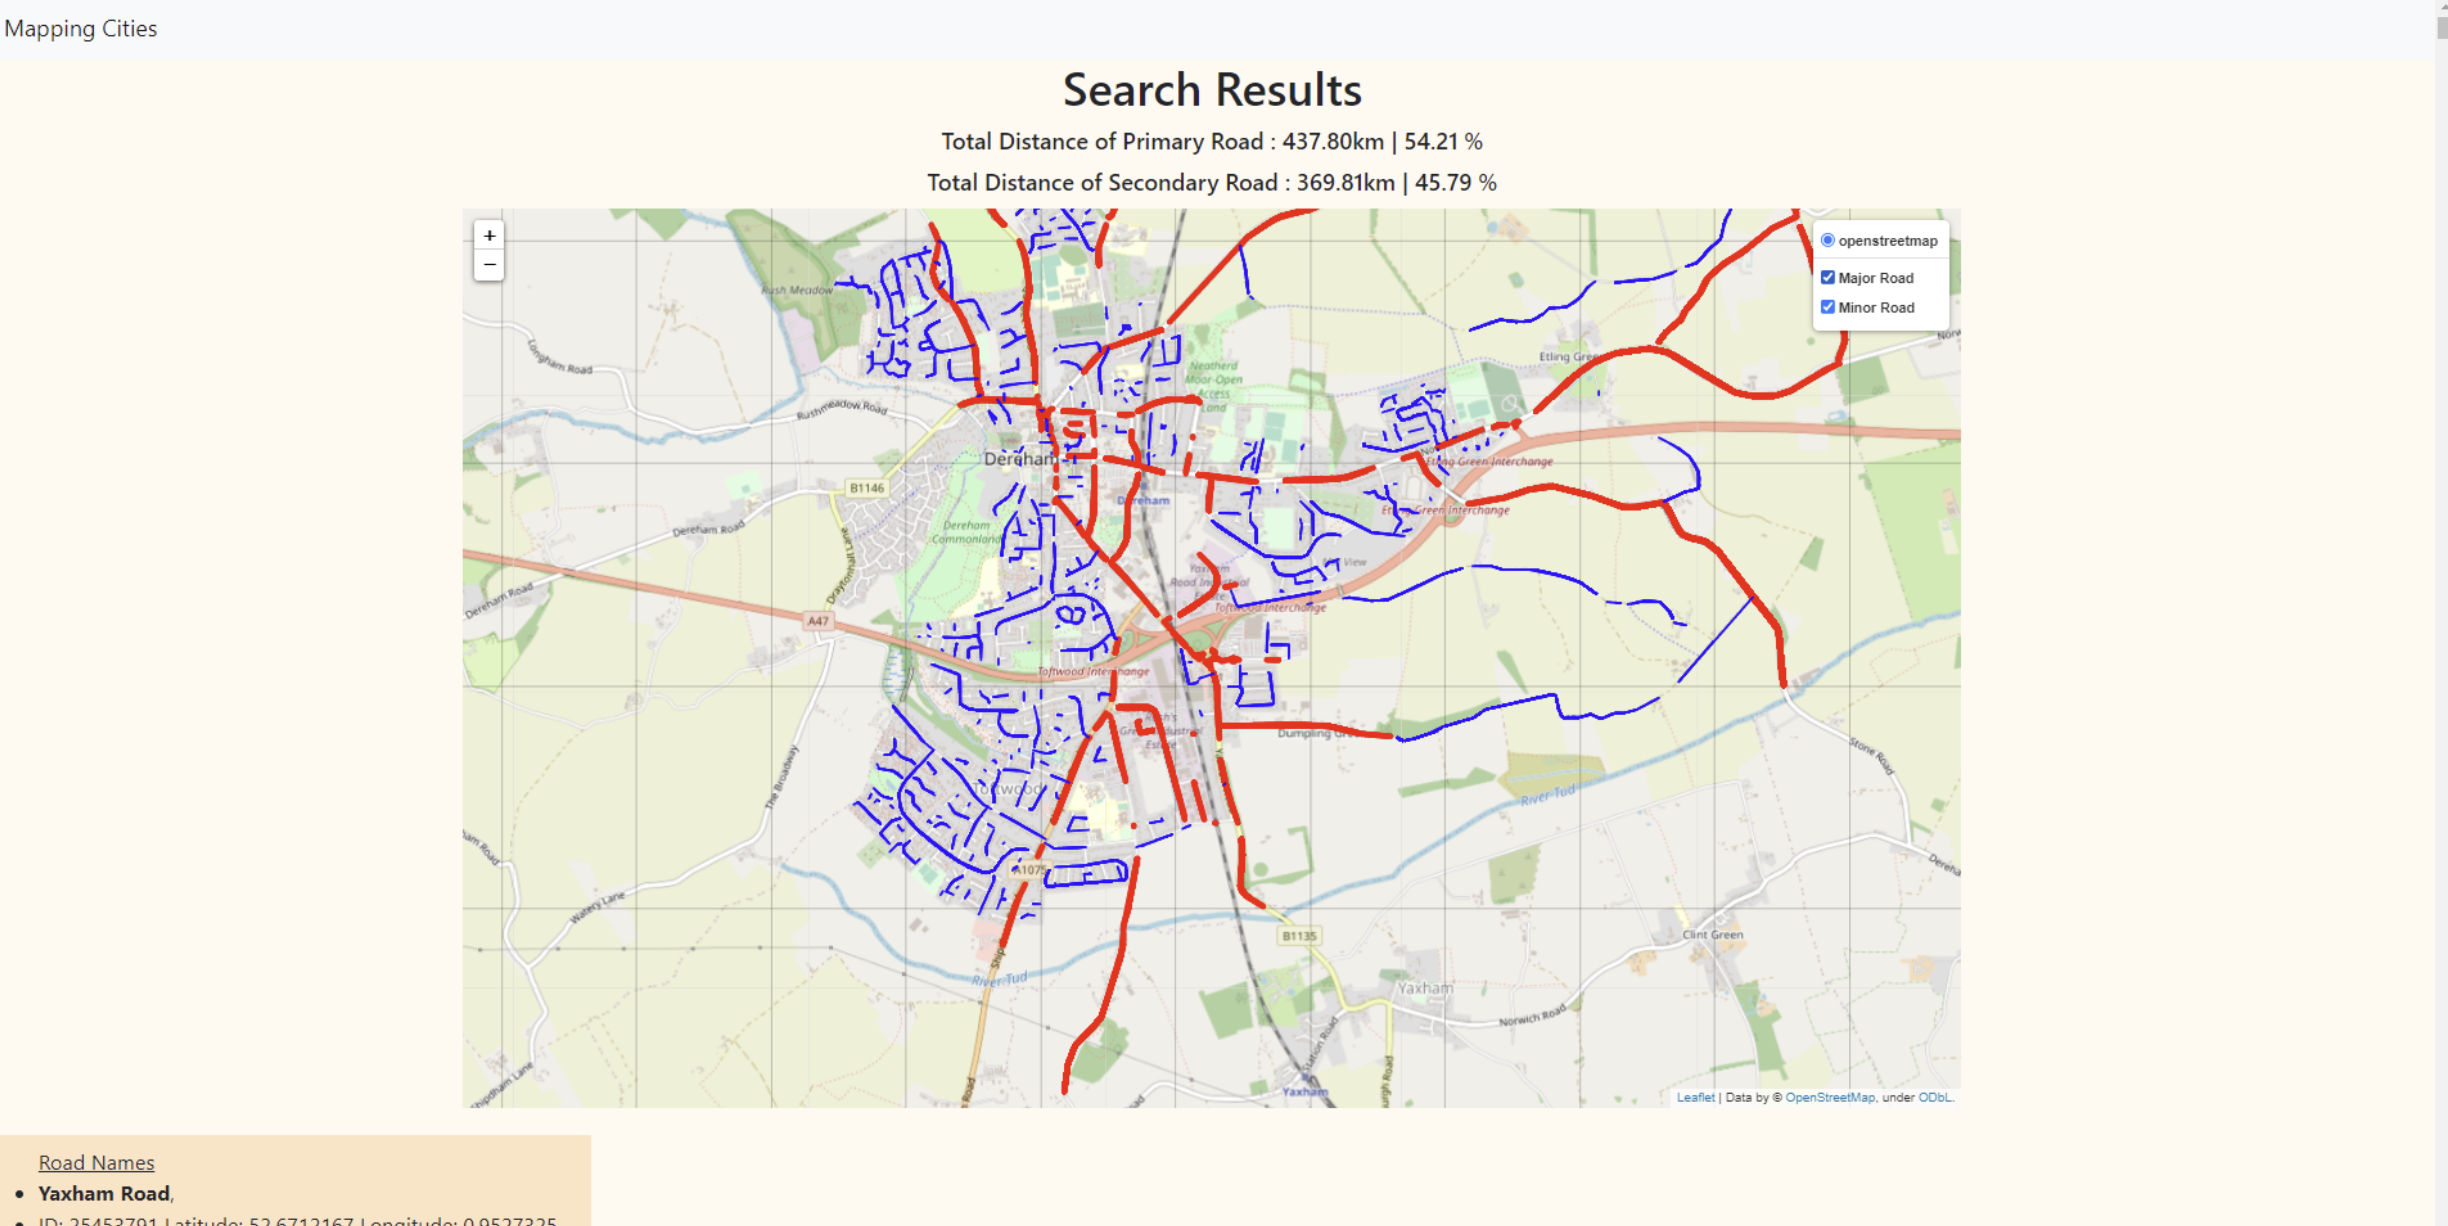 Mapping Cities
Search Results
Total Distance of Primary Road : 437.80km | 54.21 %
Total Distance of Secondary Road : 369.81km | 45.79 %
+
−
openstreetmap
Major Road
Minor Road
Rush Meadow
Longham Road
Rushmeadow Road
Neatherd
Moor-Open
Access
Land
Etling Green
Dereham
B1146
Etling Green Interchange
Dereham
Dereham Road
Dereham
Commonland
Etling Green Interchange
Draytonhall Lane
Dereham Road
Yaxham
Road Industrial
Estate
Toftwood Interchange
A47
Toftwood Interchange
Dumpling Green
The Broadway
Stone Road
Toftwood
River Tud
A1075
Watery Lane
B1135
Clint Green
River Tud
Yaxham
Norwich Road
Station Road
Shipdham Lane
Yaxham
Leaflet | Data by © OpenStreetMap, under ODbL.
Road Names
Yaxham Road,
ID: 25453791 Latitude: 52.6712167 Longitude: 0.9527325